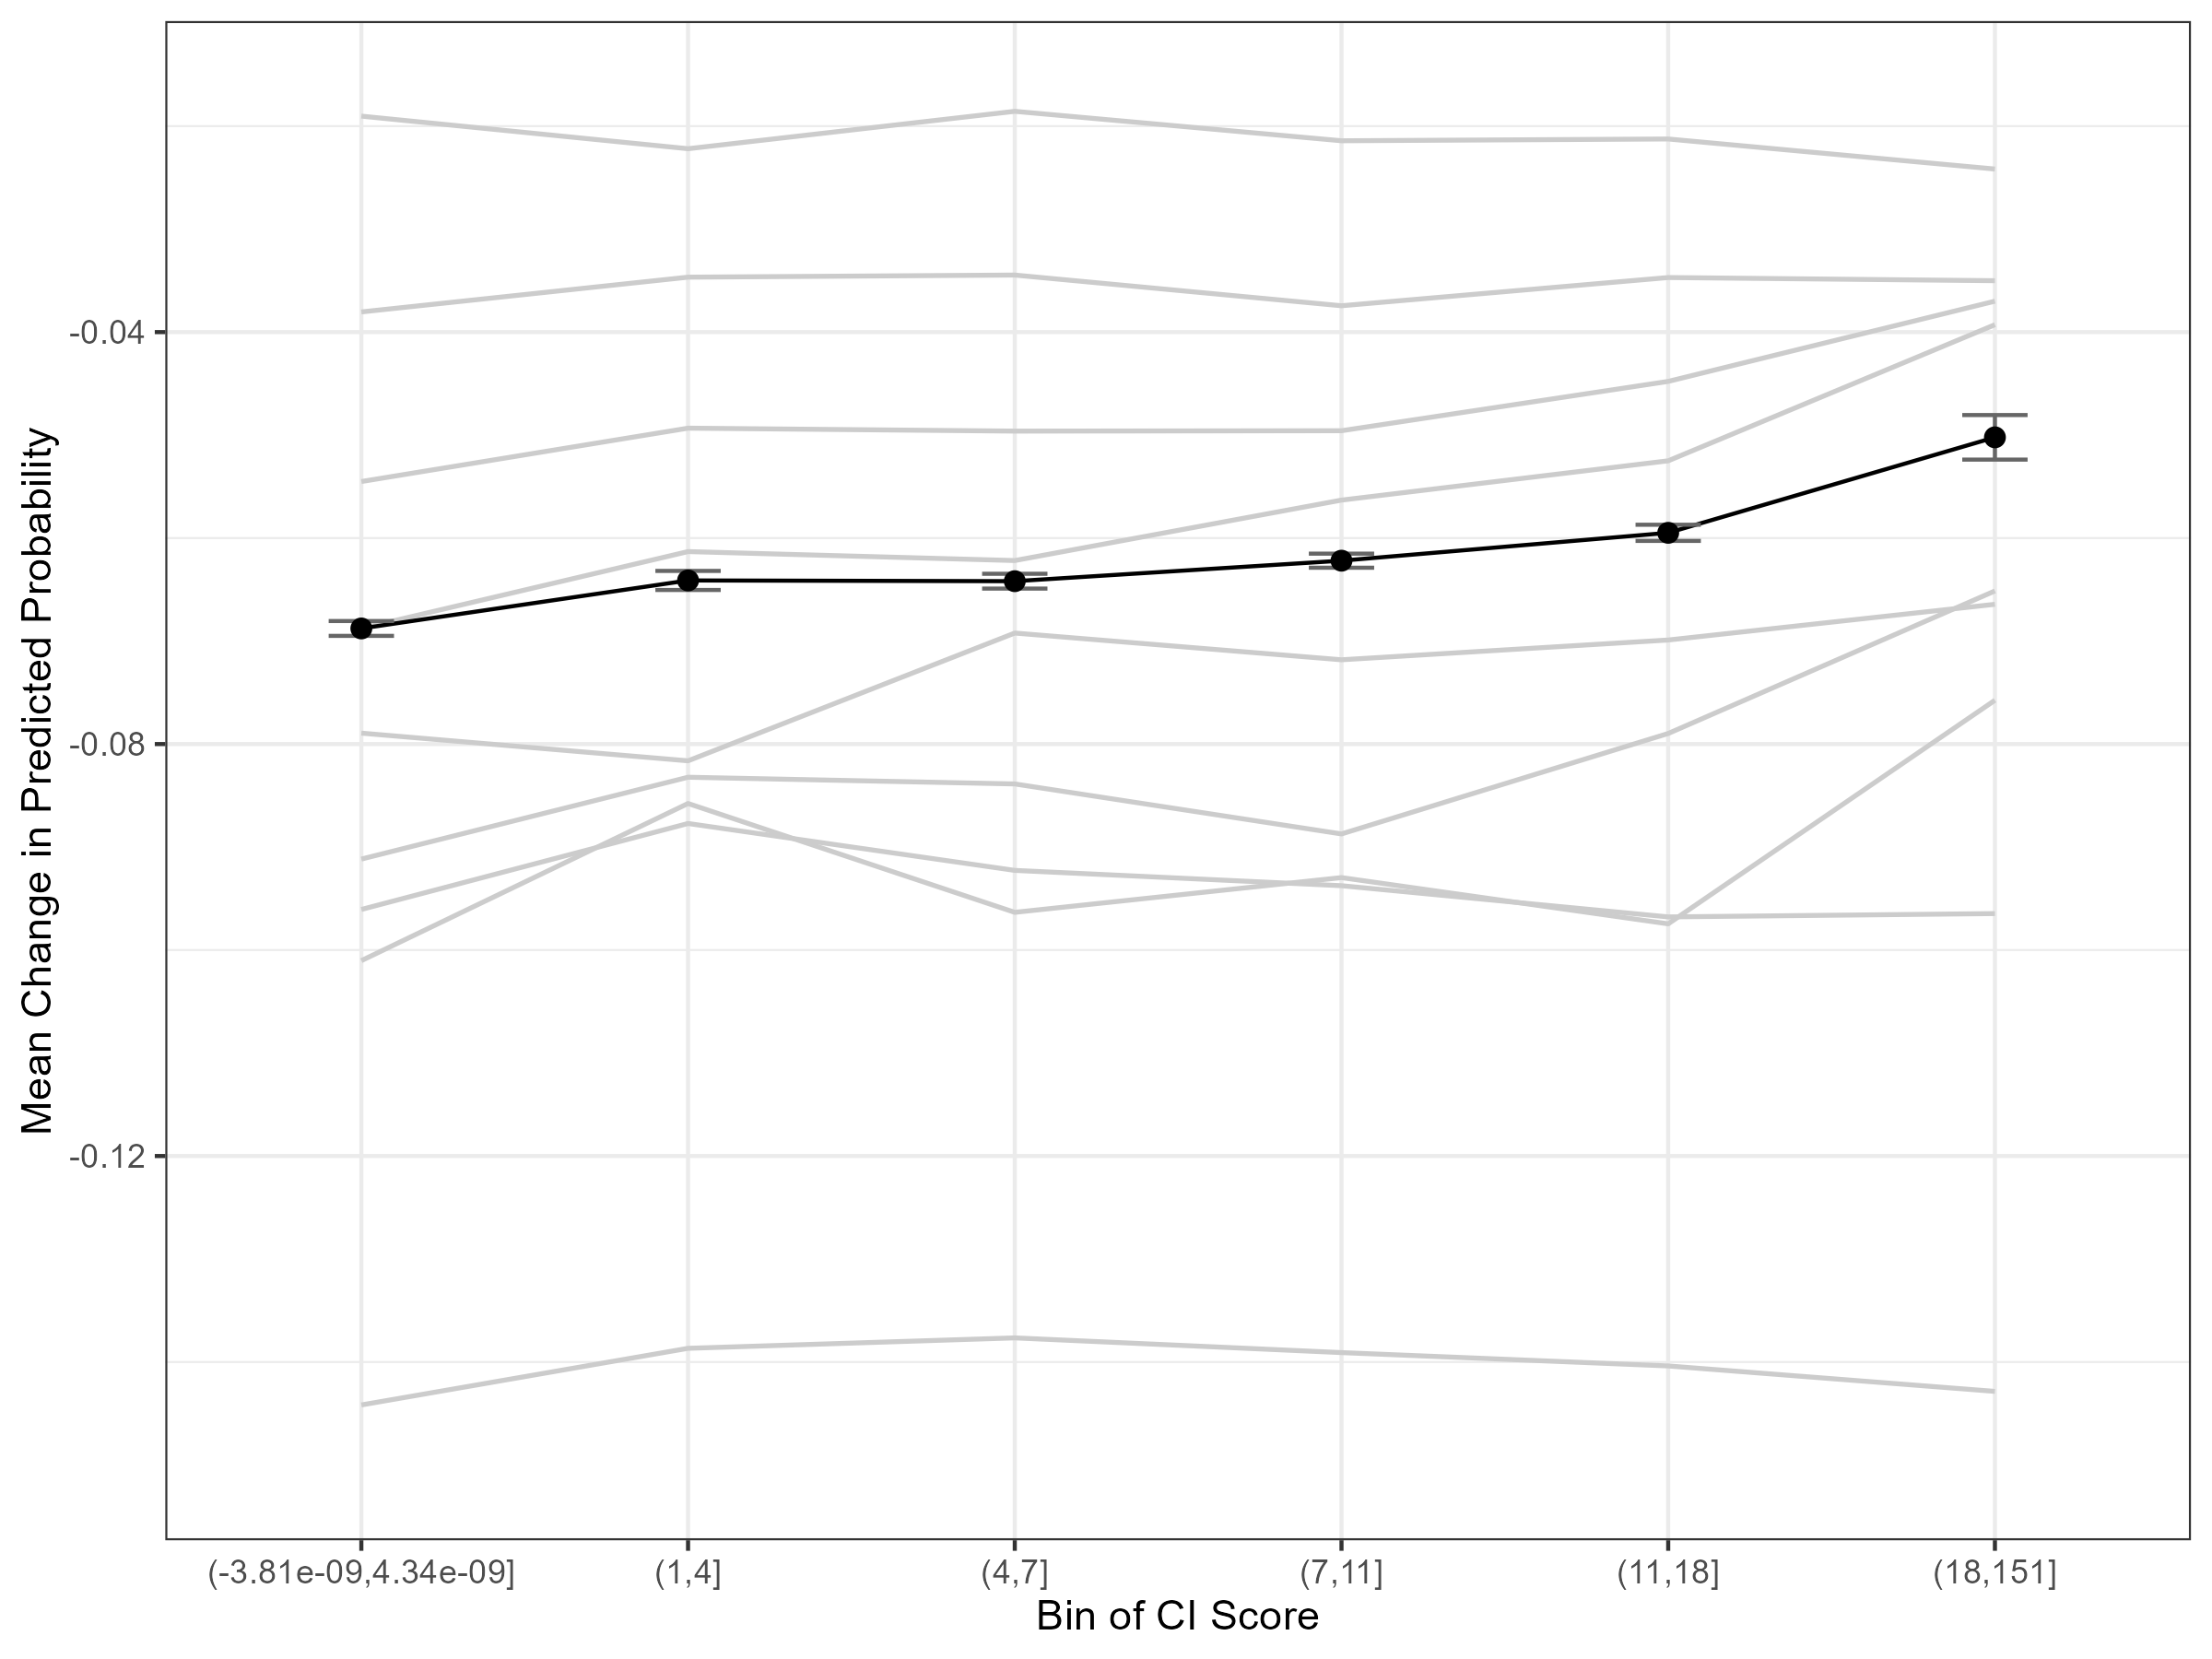 Mean Change in Predicted Probability
-0.04
-0.08
-0.12
(-3.81e-09,4.34e-09] (1,4] (4,7] (7,11] (11,18] (18,151]
Bin of CI Score